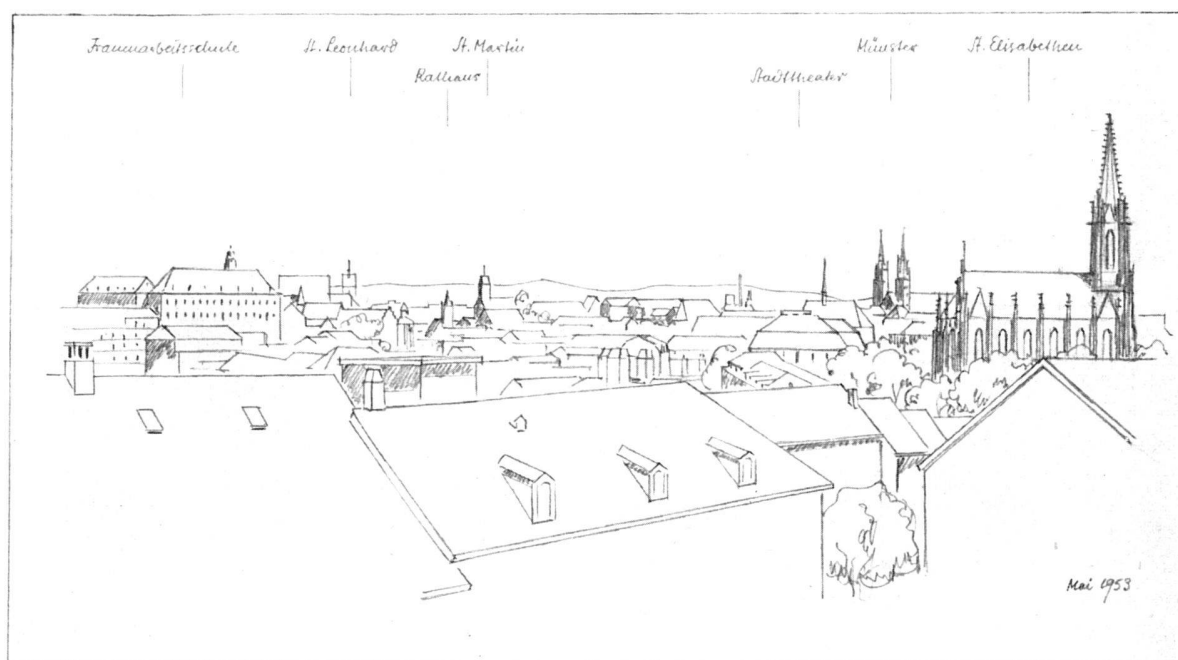 Frauenarbeitsschule
St. Leonhard
St. Martin
Münster
St. Elisabethen
Rathaus
Stadttheater
Mai 1953